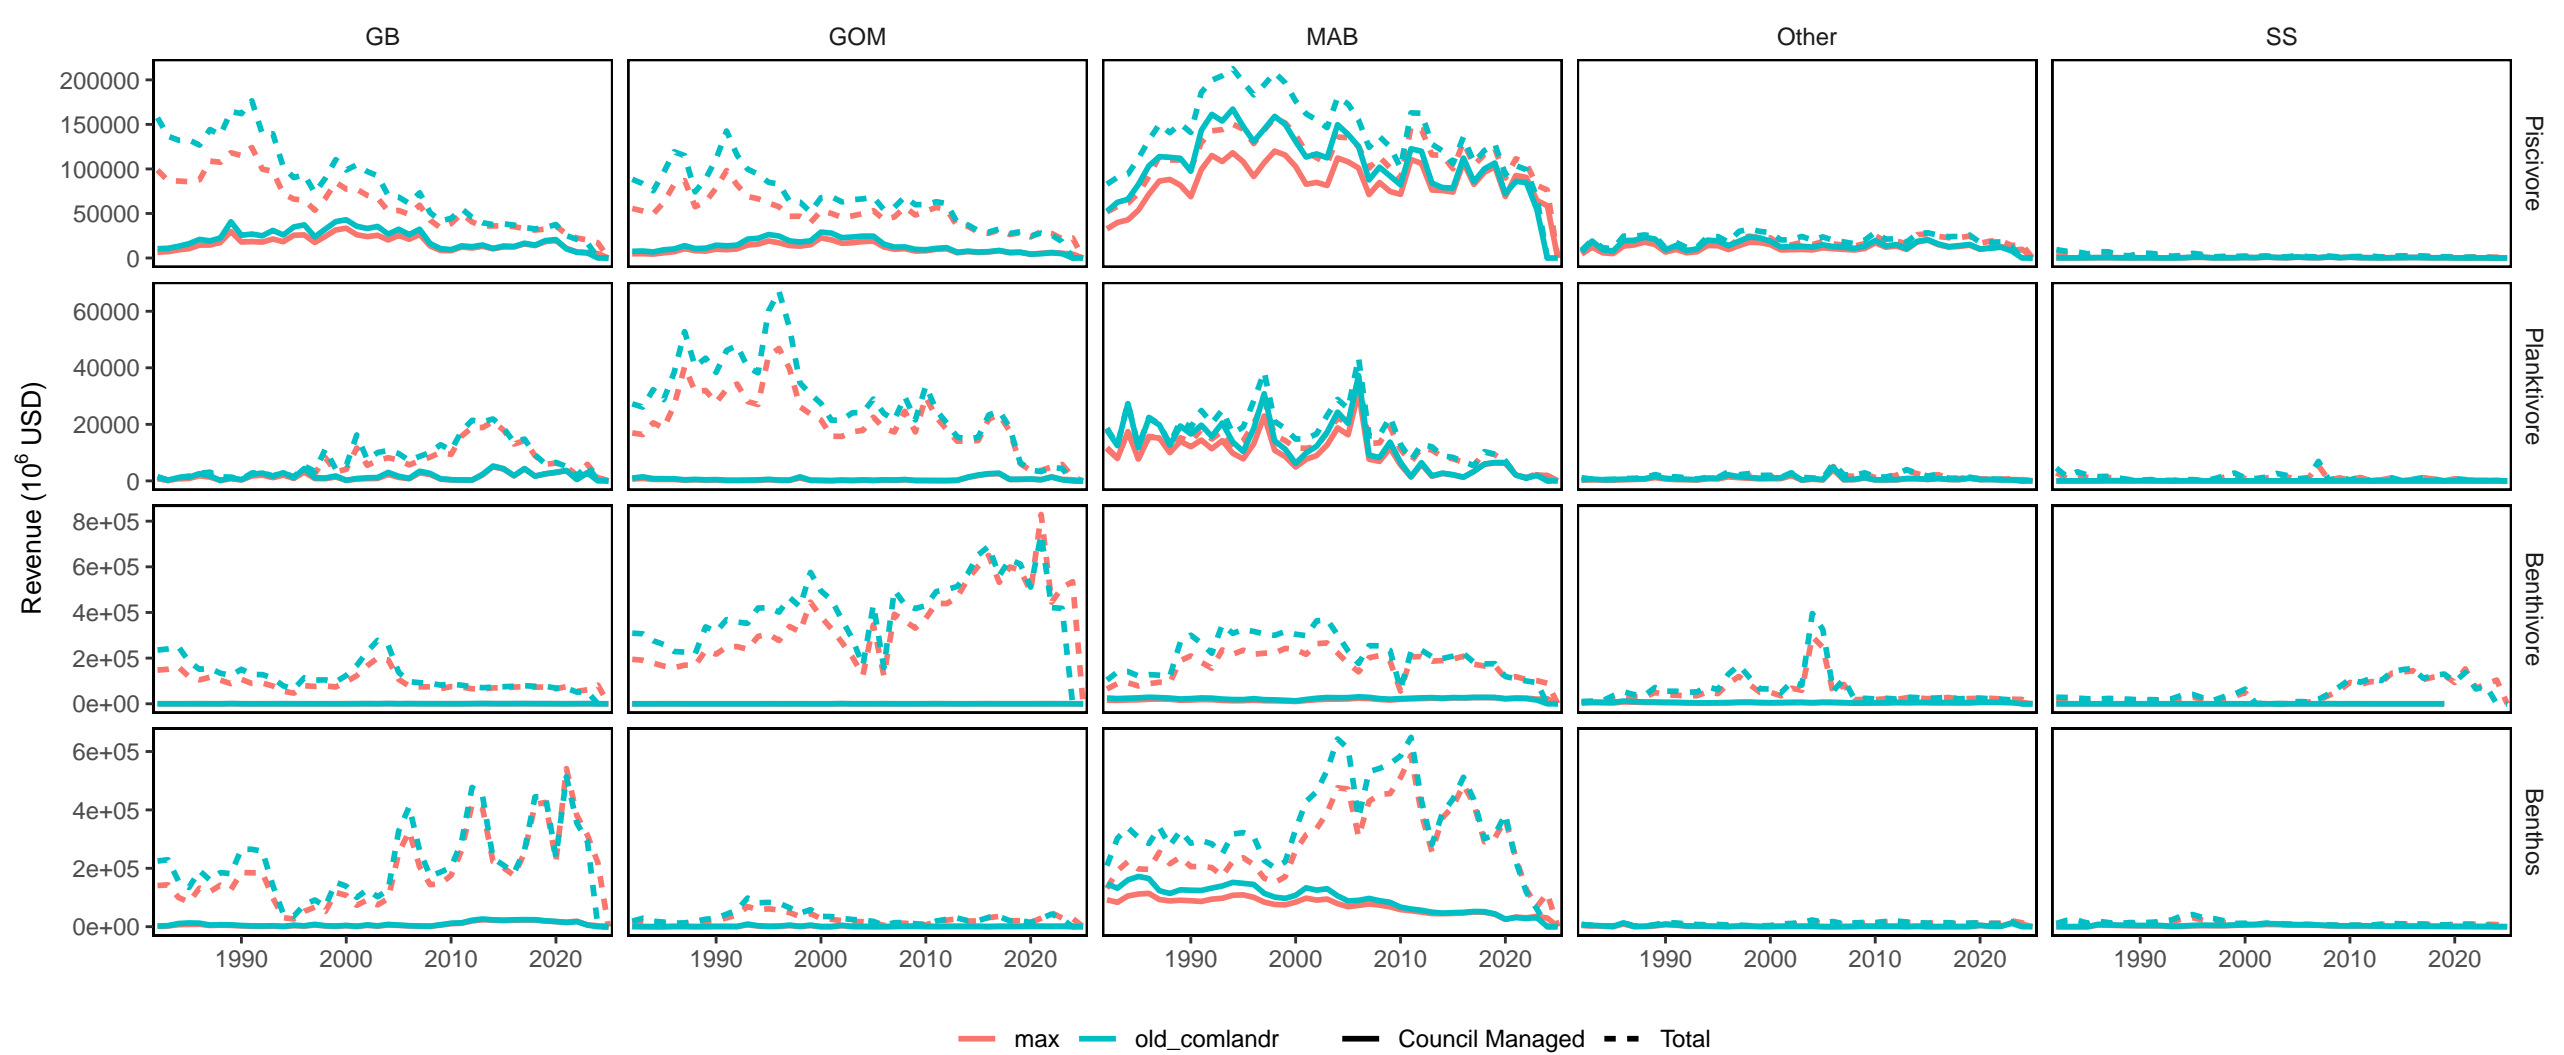 GB GOM MAB Other SS
200000
150000
100000
50000
0
Piscivore
60000
40000
20000
0
Planktivore
Revenue (10⁶ USD)
8e+05
6e+05
4e+05
2e+05
0e+00
Benthivore
6e+05
4e+05
2e+05
0e+00
Benthos
1990 2000 2010 2020 1990 2000 2010 2020 1990 2000 2010 2020 1990 2000 2010 2020 1990 2000 2010 2020
max old_comlandr Council Managed Total